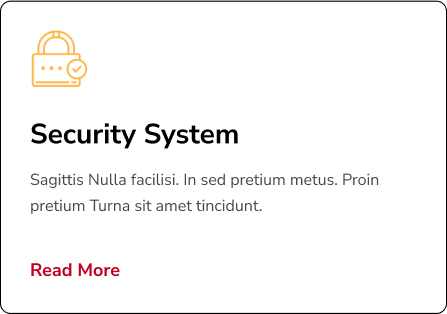 Security System
Sagittis Nulla facilisi. In sed pretium metus. Proin
pretium Turna sit amet tincidunt.
Read More